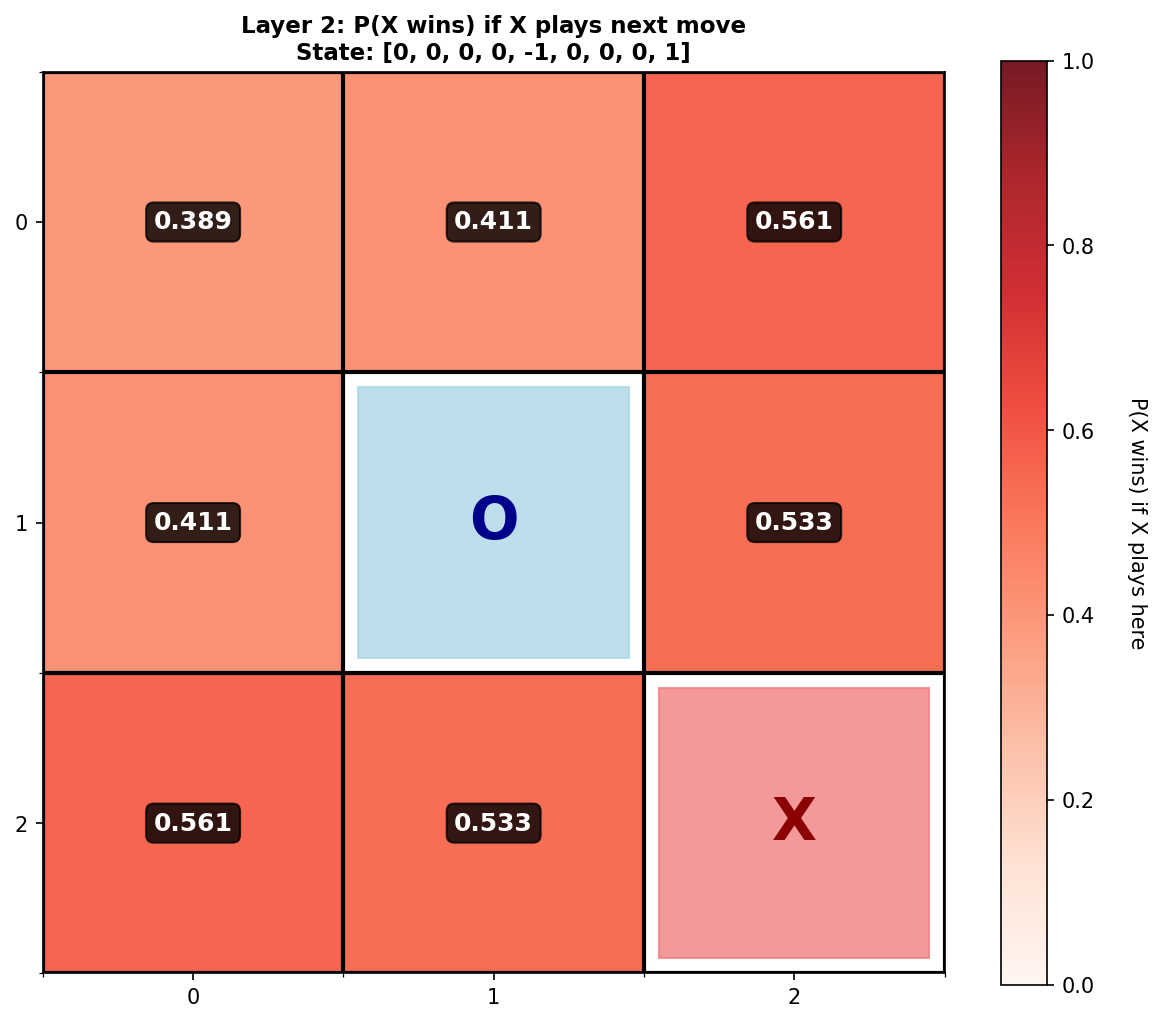 Layer 2: P(X wins) if X plays next move
State: [0, 0, 0, 0, -1, 0, 0, 0, 1]
0.389 0.411 0.561
0
0.411 O 0.533
1
0.561 0.533 X
2
0 1 2
1.0
0.8
0.6
0.4
0.2
0.0
P(X wins) if X plays here